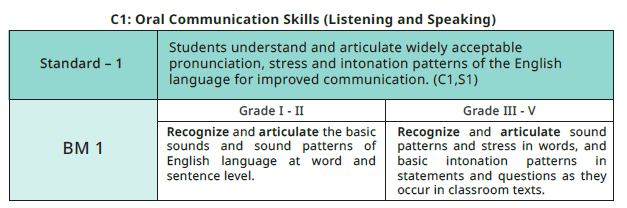 C1: Oral Communication Skills (Listening and Speaking)
Standard – 1
Students understand and articulate widely acceptable
pronunciation, stress and intonation patterns of the English
language for improved communication. (C1,S1)
BM 1
Grade I - II
Recognize and articulate the basic
sounds and sound patterns of
English language at word and
sentence level.
Grade III - V
Recognize and articulate sound
patterns and stress in words, and
basic intonation patterns in
statements and questions as they
occur in classroom texts.